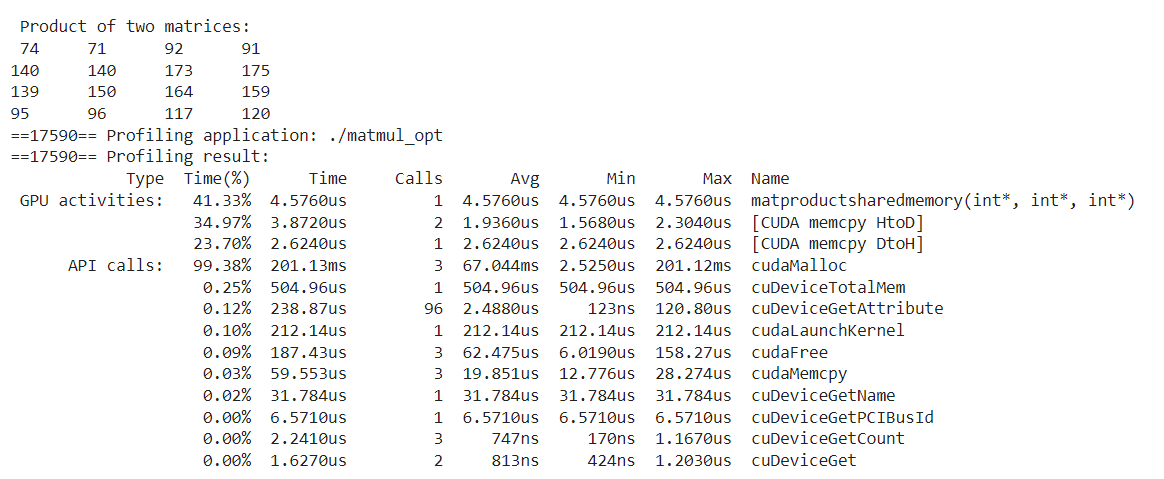 Product of two matrices:
74 71 92 91
140 140 173 175
139 150 164 159
95 96 117 120
==17590== Profiling application: ./matmul_opt
==17590== Profiling result:
Type Time(%) Time Calls Avg Min Max Name
GPU activities: 41.33% 4.5760us 1 4.5760us 4.5760us 4.5760us matproductsharedmemory(int*, int*, int*)
34.97% 3.8720us 2 1.9360us 1.5680us 2.3040us [CUDA memcpy HtoD]
23.70% 2.6240us 1 2.6240us 2.6240us 2.6240us [CUDA memcpy DtoH]
API calls: 99.38% 201.13ms 3 67.044ms 2.5250us 201.12ms cudaMalloc
0.25% 504.96us 1 504.96us 504.96us 504.96us cuDeviceTotalMem
0.12% 238.87us 96 2.4880us 123ns 120.80us cuDeviceGetAttribute
0.10% 212.14us 1 212.14us 212.14us 212.14us cudaLaunchKernel
0.09% 187.43us 3 62.475us 6.0190us 158.27us cudaFree
0.03% 59.553us 3 19.851us 12.776us 28.274us cudaMemcpy
0.02% 31.784us 1 31.784us 31.784us 31.784us cuDeviceGetName
0.00% 6.5710us 1 6.5710us 6.5710us 6.5710us cuDeviceGetPCIBusId
0.00% 2.2410us 3 747ns 170ns 1.1670us cuDeviceGetCount
0.00% 1.6270us 2 813ns 424ns 1.2030us cuDeviceGet